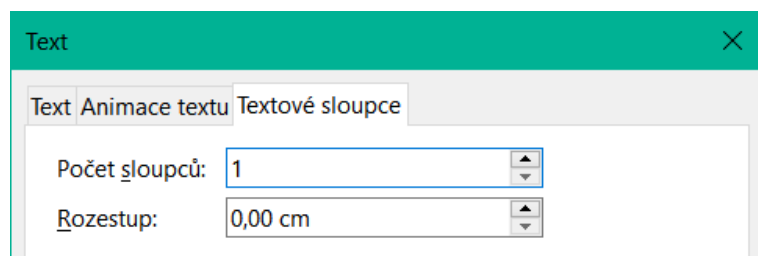 Text
Text Animace textu Textové sloupce
Počet sloupců: 1
Rozestup: 0,00 cm